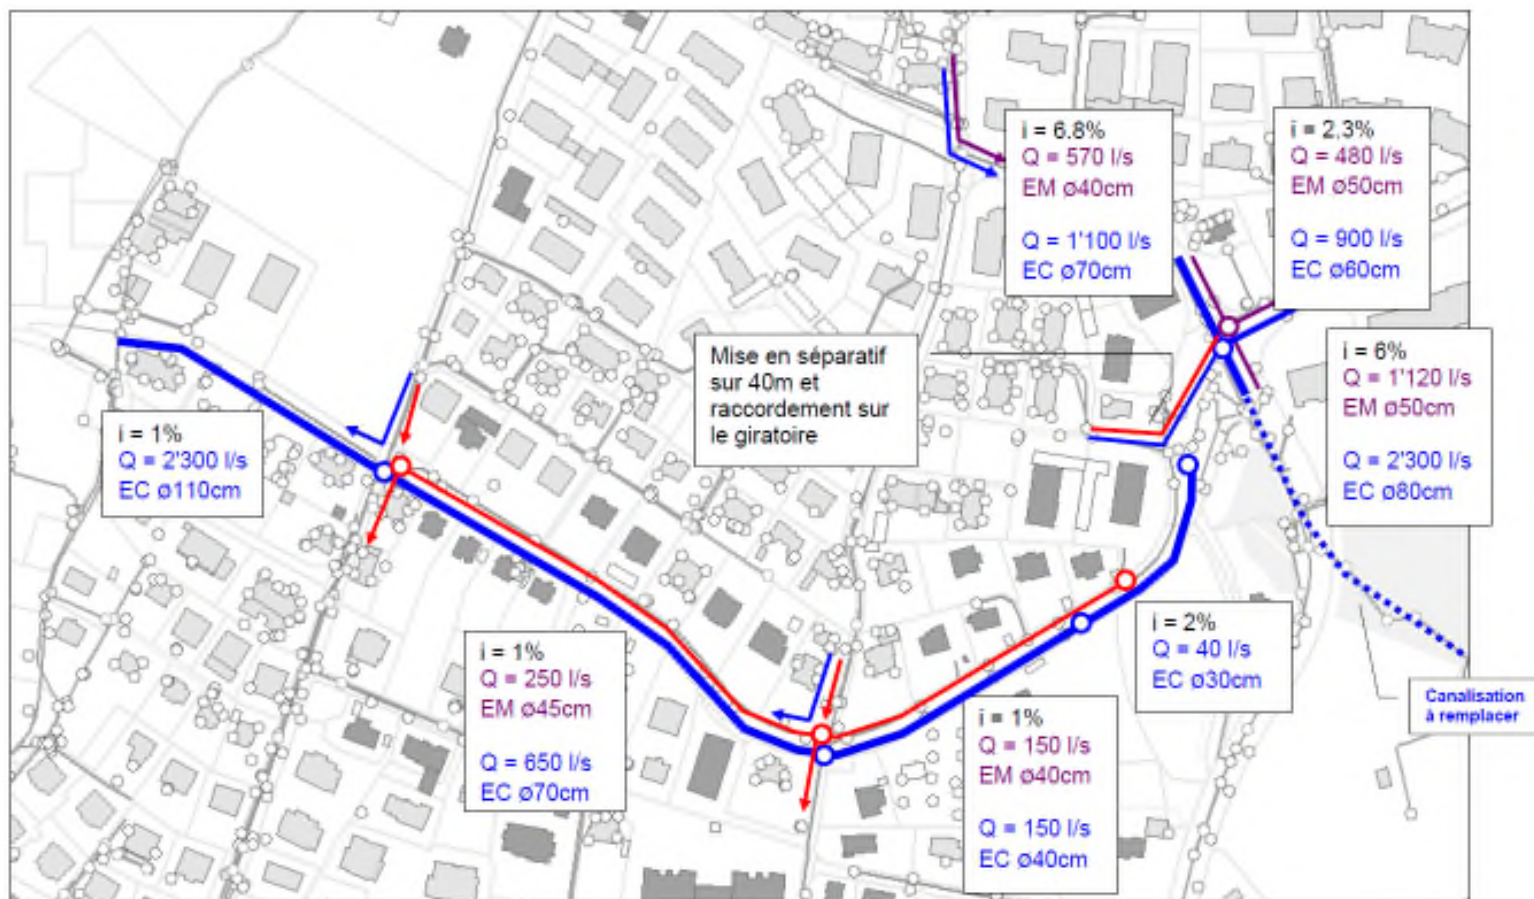 i = 6.8%
Q = 570 l/s
EM ø40cm
Q = 1'100 l/s
EC ø70cm
i = 2.3%
Q = 480 l/s
EM ø50cm
Q = 900 l/s
EC ø60cm
Mise en séparatif
sur 40m et
raccordement sur
le giratoire
i = 6%
Q = 1'120 l/s
EM ø50cm
Q = 2'300 l/s
EC ø80cm
i = 1%
Q = 2'300 l/s
EC ø110cm
i = 1%
Q = 250 l/s
EM ø45cm
Q = 650 l/s
EC ø70cm
i = 2%
Q = 40 l/s
EC ø30cm
Canalisation
à remplacer
i = 1%
Q = 150 l/s
EM ø40cm
Q = 150 l/s
EC ø40cm